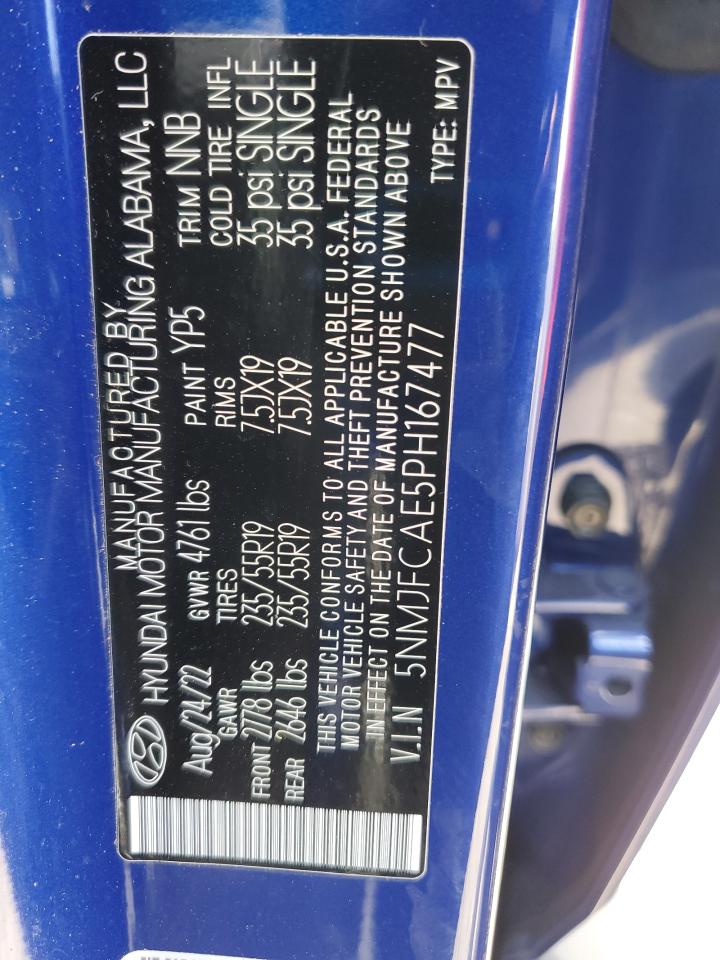 MANUFACTURED BY
HYUNDAI MOTOR MANUFACTURING ALABAMA, LLC
Aug/24/22 GVWR 4761 lbs PAINT YP5 TRIM NNB
GAWR TIRES RIMS COLD TIRE INFL
FRONT 2778 lbs 235/55R19 7.5JX19 35 psi SINGLE
REAR 2646 lbs 235/55R19 7.5JX19 35 psi SINGLE
THIS VEHICLE CONFORMS TO ALL APPLICABLE U.S.A. FEDERAL
MOTOR VEHICLE SAFETY AND THEFT PREVENTION STANDARDS
IN EFFECT ON THE DATE OF MANUFACTURE SHOWN ABOVE
V.I.N 5NMJFCAE5PH167477 TYPE: MPV